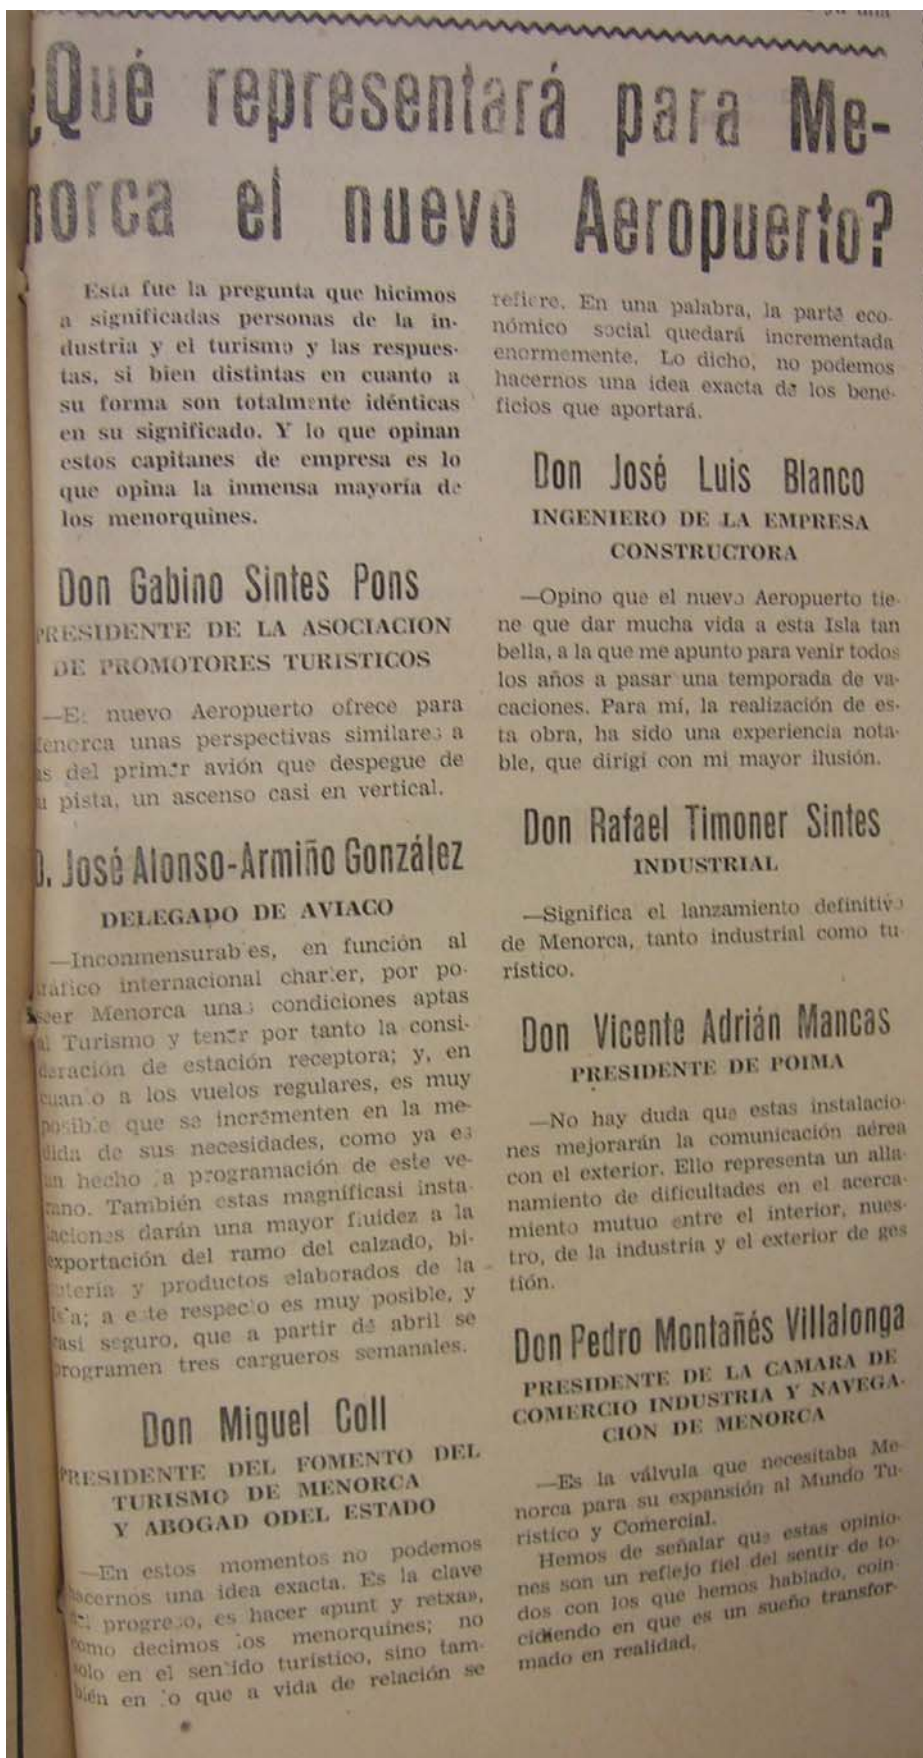 ¿Qué representará para Me-
norca el nuevo Aeropuerto?
Esta fue la pregunta que hicimos
a significadas personas de la in-
dustria y el turismo y las respues-
tas, si bien distintas en cuanto a
su forma son totalmente idénticas
en su significado. Y lo que opinan
estos capitanes de empresa es lo
que opina la inmensa mayoría de
los menorquines.
Don Gabino Sintes Pons
PRESIDENTE DE LA ASOCIACION
DE PROMOTORES TURISTICOS
—El nuevo Aeropuerto ofrece para
Menorca unas perspectivas similares a
as del primer avión que despegue de
u pista, un ascenso casi en vertical.
D. José Alonso-Armiño González
DELEGADO DE AVIACO
—Inconmensurables, en función al
tráfico internacional charter, por po-
seer Menorca unas condiciones aptas
al Turismo y tener por tanto la consi-
deración de estación receptora; y, en
cuanto a los vuelos regulares, es muy
posible que se incrementen en la me-
dida de sus necesidades, como ya es
un hecho la programación de este ve-
rano. También estas magníficasi insta-
laciones darán una mayor fluidez a la
exportación del ramo del calzado, bi-
sutería y productos elaborados de la
Isla; a este respecto es muy posible, y
casi seguro, que a partir de abril se
programen tres cargueros semanales.
Don Miguel Coll
PRESIDENTE DEL FOMENTO DEL
TURISMO DE MENORCA
Y ABOGAD ODEL ESTADO
—En estos momentos no podemos
hacernos una idea exacta. Es la clave
del progreso, es hacer «punt y retxa»,
como decimos los menorquines; no
solo en el sentido turístico, sino tam-
bién en lo que a vida de relación se
refiere. En una palabra, la parte eco-
nómico social quedará incrementada
enormemente. Lo dicho, no podemos
hacernos una idea exacta de los bene-
ficios que aportará.
Don José Luis Blanco
INGENIERO DE LA EMPRESA
CONSTRUCTORA
—Opino que el nuevo Aeropuerto tie-
ne que dar mucha vida a esta Isla tan
bella, a la que me apunto para venir todos
los años a pasar una temporada de va-
caciones. Para mí, la realización de es-
ta obra, ha sido una experiencia nota-
ble, que dirigí con mi mayor ilusión.
Don Rafael Timoner Sintes
INDUSTRIAL
—Significa el lanzamiento definitivo
de Menorca, tanto industrial como tu-
rístico.
Don Vicente Adrián Mancas
PRESIDENTE DE POIMA
—No hay duda que estas instalacio-
nes mejorarán la comunicación aérea
con el exterior. Ello representa un alla-
namiento de dificultades en el acerca-
miento mutuo entre el interior, nues-
tro, de la industria y el exterior de ges
tión.
Don Pedro Montañés Villalonga
PRESIDENTE DE LA CAMARA DE
COMERCIO INDUSTRIA Y NAVEGA-
CION DE MENORCA
—Es la válvula que necesitaba Me-
norca para su expansión al Mundo Tu-
rístico y Comercial.
Hemos de señalar que estas opinio-
nes son un reflejo fiel del sentir de to-
dos con los que hemos hablado, coin-
cidiendo en que es un sueño transfor-
mado en realidad.